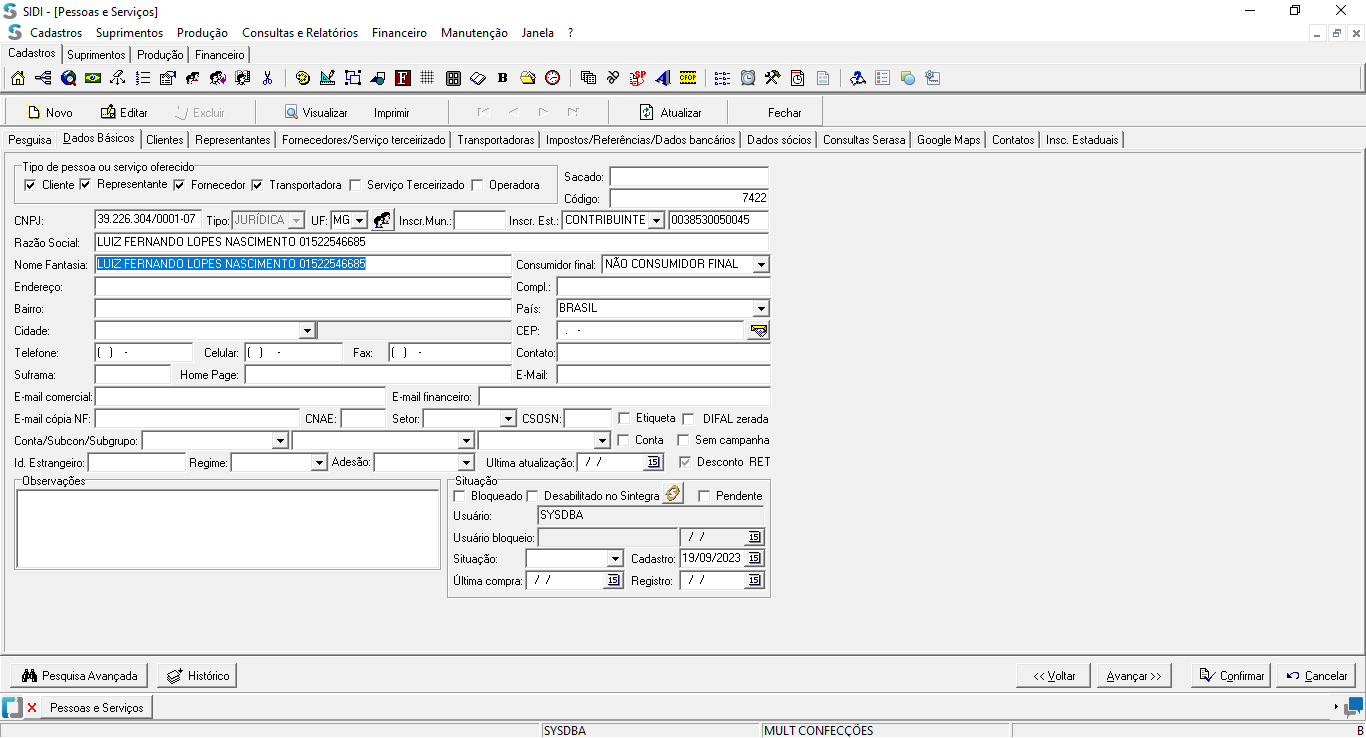 SIDI - [Pessoas e Serviços]
Cadastros Suprimentos Produção Consultas e Relatórios Financeiro Manutenção Janela ?
Cadastros Suprimentos Produção Financeiro
Novo Editar Excluir Visualizar Imprimir Atualizar Fechar
Pesquisa Dados Básicos Clientes Representantes Fornecedores/Serviço terceirizado Transportadoras Impostos/Referências/Dados bancários Dados sócios Consultas Serasa Google Maps Contatos Insc. Estaduais
Tipo de pessoa ou serviço oferecido
Cliente Representante Fornecedor Transportadora Serviço Terceirizado Operadora
Sacado:
Código: 7422
CNPJ: 39.226.304/0001-07 Tipo: JURÍDICA UF: MG Inscr.Mun.: Inscr. Est.: CONTRIBUINTE 0038530050045
Razão Social: LUIZ FERNANDO LOPES NASCIMENTO 01522546685
Nome Fantasia: LUIZ FERNANDO LOPES NASCIMENTO 01522546685 Consumidor final: NÃO CONSUMIDOR FINAL
Endereço: Compl.:
Bairro: País: BRASIL
Cidade: CEP: . -
Telefone: ( ) - Celular: ( ) - Fax: ( ) - Contato:
Suframa: Home Page: E-Mail:
E-mail comercial: E-mail financeiro:
E-mail cópia NF: CNAE: Setor: CSOSN: Etiqueta DIFAL zerada
Conta/Subcon/Subgrupo: Conta Sem campanha
Id. Estrangeiro: Regime: Adesão: Ultima atualização: / / 15 Desconto RET
Observações
Situação
Bloqueado Desabilitado no Sintegra Pendente
Usuário: SYSDBA
Usuário bloqueio: / / 15
Situação: Cadastro: 19/09/2023 15
Última compra: / / 15 Registro: / / 15
Pesquisa Avançada Histórico << Voltar Avançar >> Confirmar Cancelar
Pessoas e Serviços
SYSDBA MULT CONFECÇÕES B